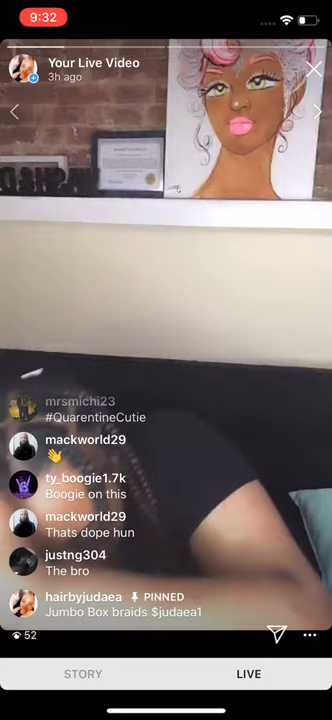 9:32
Your Live Video
3h ago
mrsmichi23
#QuarentineCutie
mackworld29
👋
ty_boogie1.7k
Boogie on this
mackworld29
Thats dope hun
justng304
The bro
hairbyjudaea PINNED
Jumbo Box braids $judaea1
52
STORY LIVE